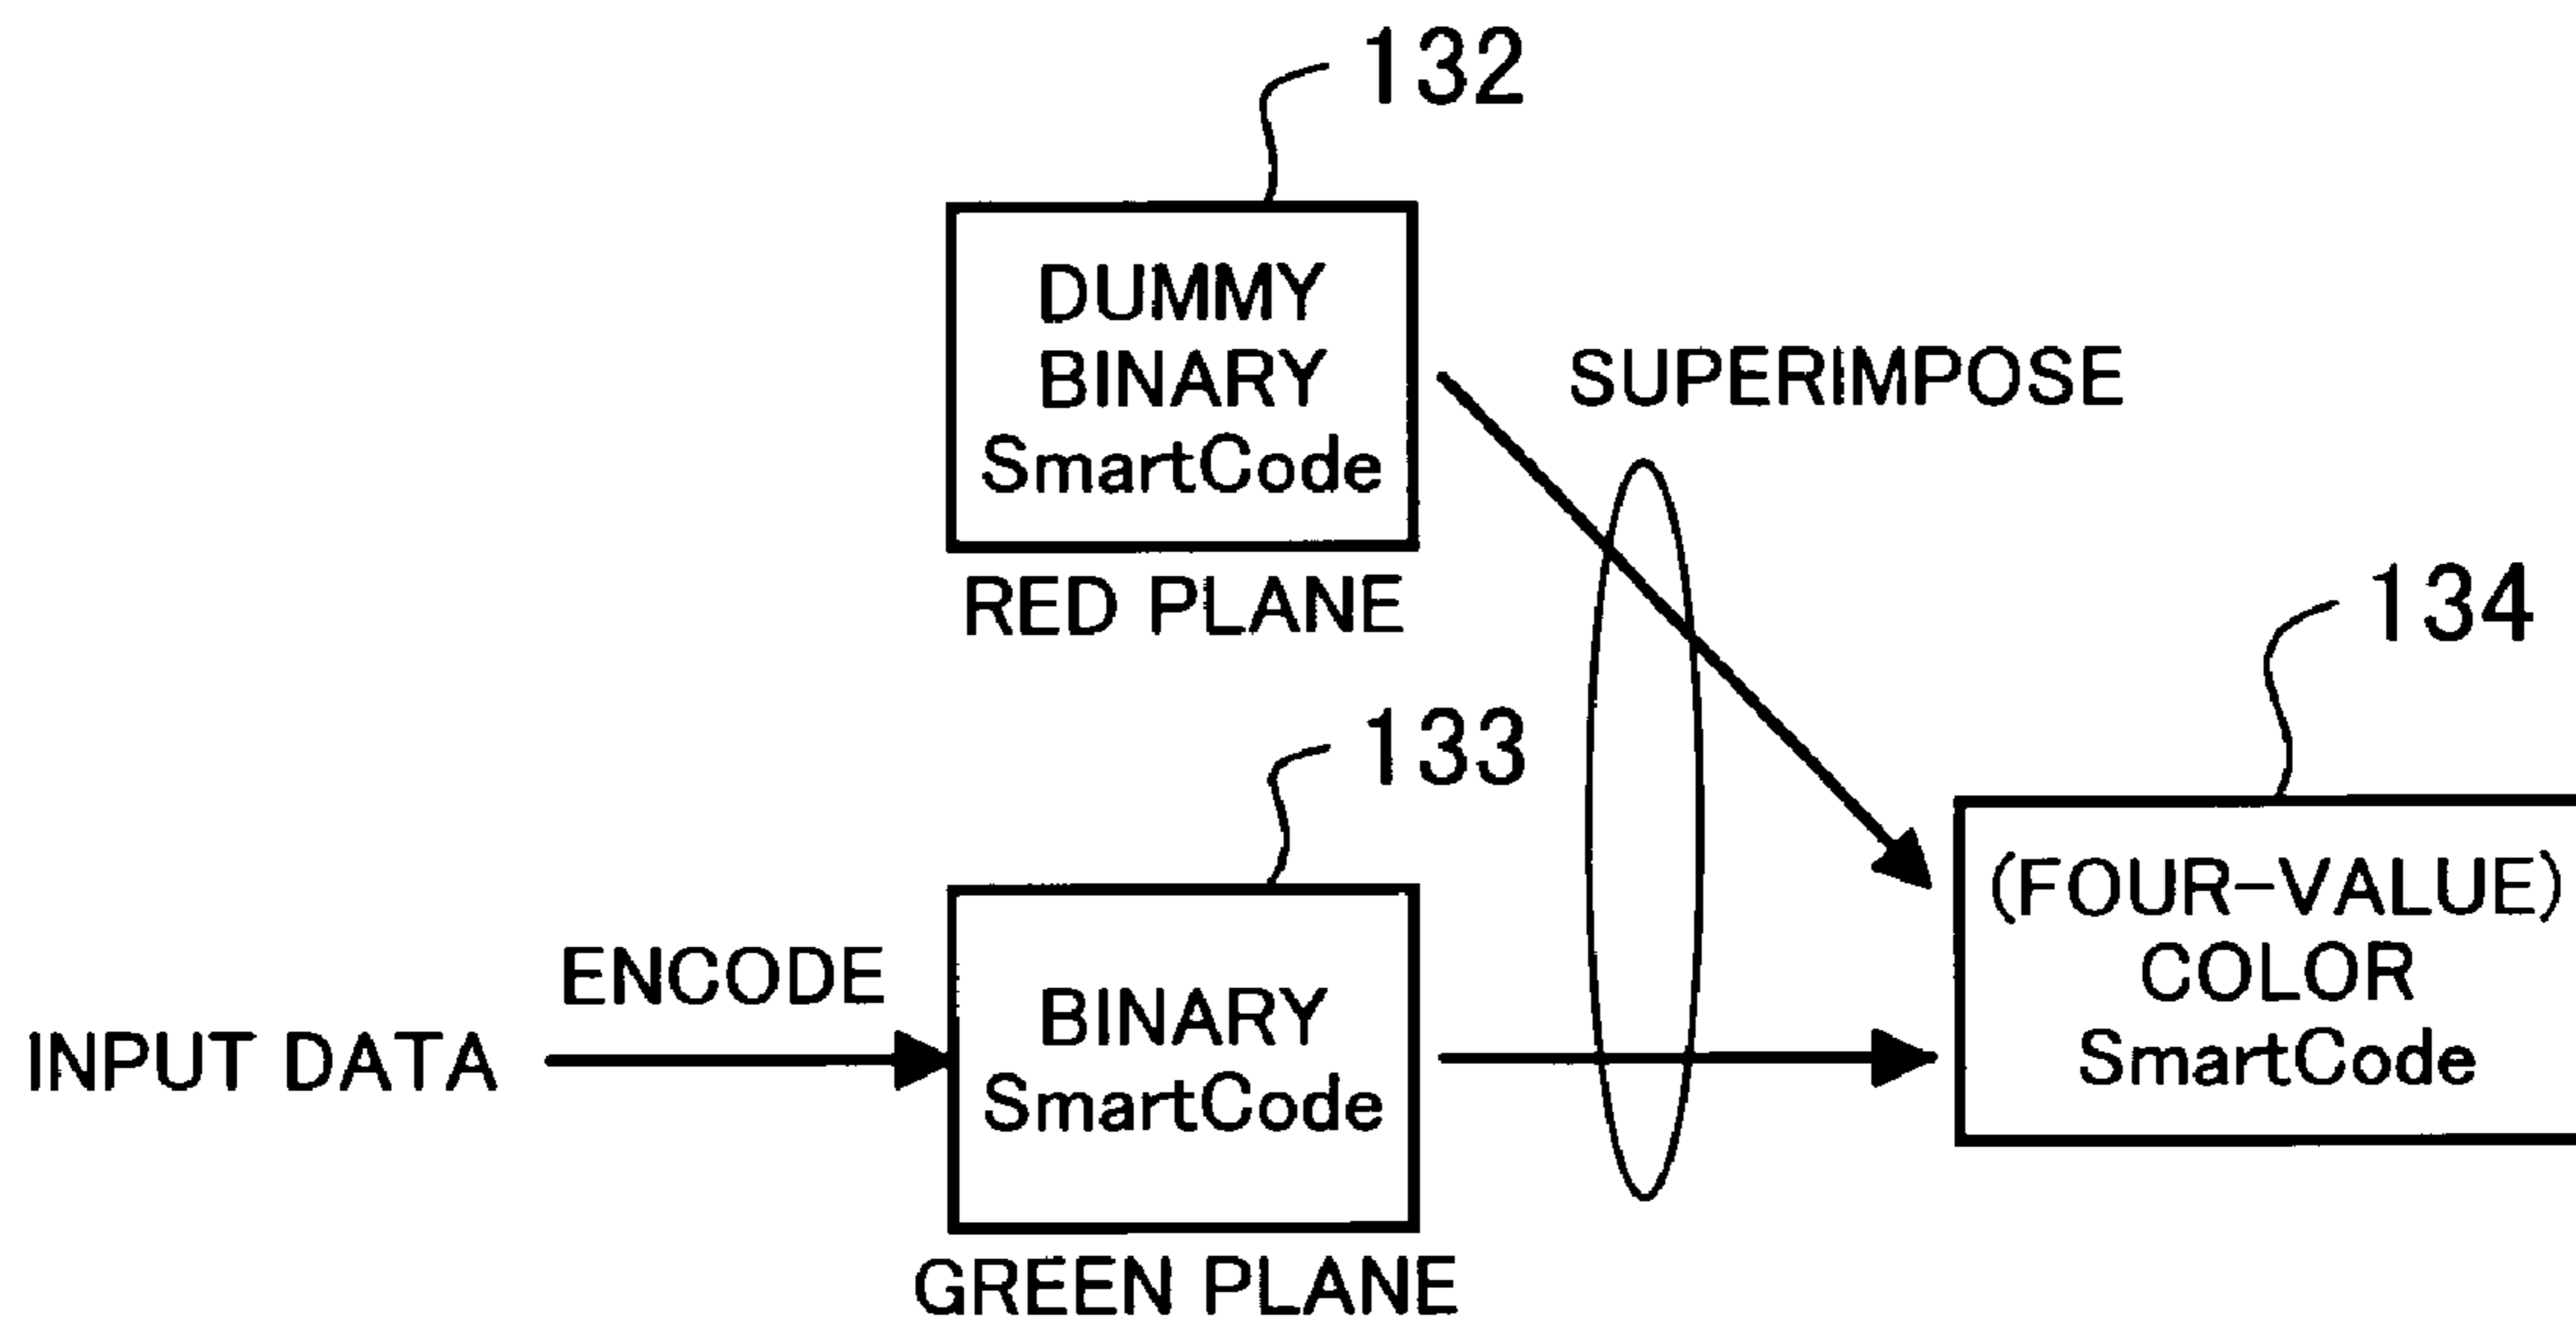 132
DUMMY
BINARY
SmartCode
RED PLANE
SUPERIMPOSE
134
133
(FOUR-VALUE)
COLOR
SmartCode
INPUT DATA
ENCODE
BINARY
SmartCode
GREEN PLANE